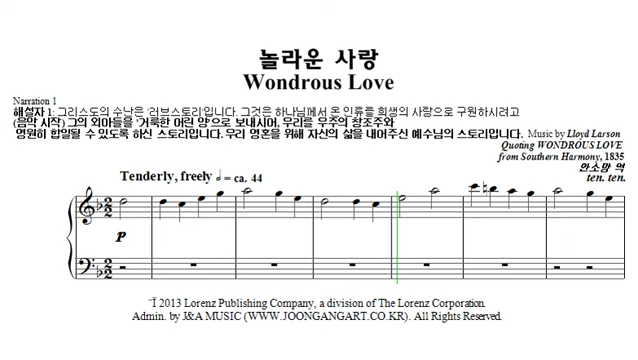 놀라운 사랑
Wondrous Love
Narration 1
해설자 1: 그리스도의 수난은 '러브스토리'입니다. 그것은 하나님께서 온 인류를 희생의 사랑으로 구원하시려고
(음악 시작) 그의 외아들을 '거룩한 어린 양'으로 보내시어, 우리를 우주의 창조주와
영원히 합일될 수 있도록 하신 스토리입니다. 우리 영혼을 위해 자신의 삶을 내어주신 예수님의 스토리입니다.
Music by Lloyd Larson
Quoting WONDROUS LOVE
from Southern Harmony, 1835
안소망 역
ten. ten.
Tenderly, freely 𝅗𝅥 = ca. 44
p
"Ï 2013 Lorenz Publishing Company, a division of The Lorenz Corporation.
Admin. by J&A MUSIC (WWW.JOONGANGART.CO.KR). All Rights Reserved.